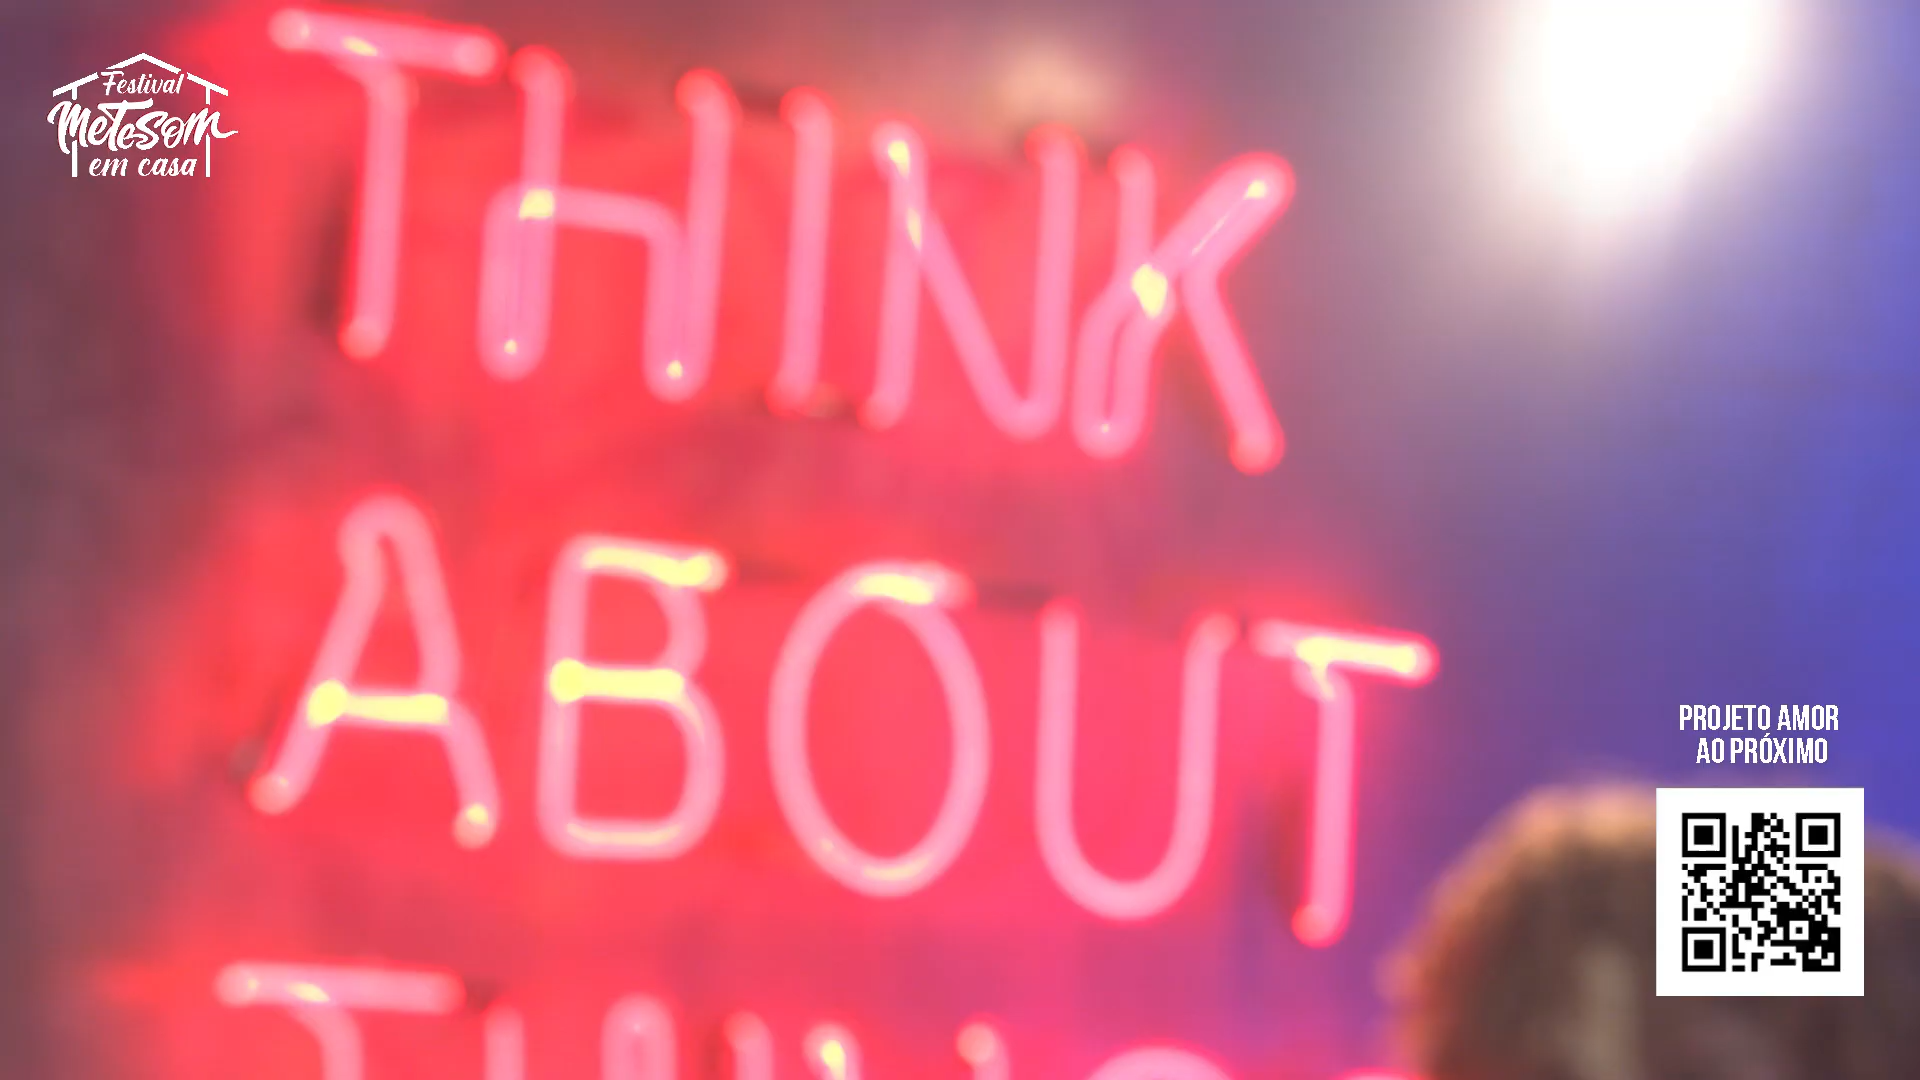 Festival
MeTeSom
em casa
THINK
ABOUT
PROJETO AMOR
AO PRÓXIMO